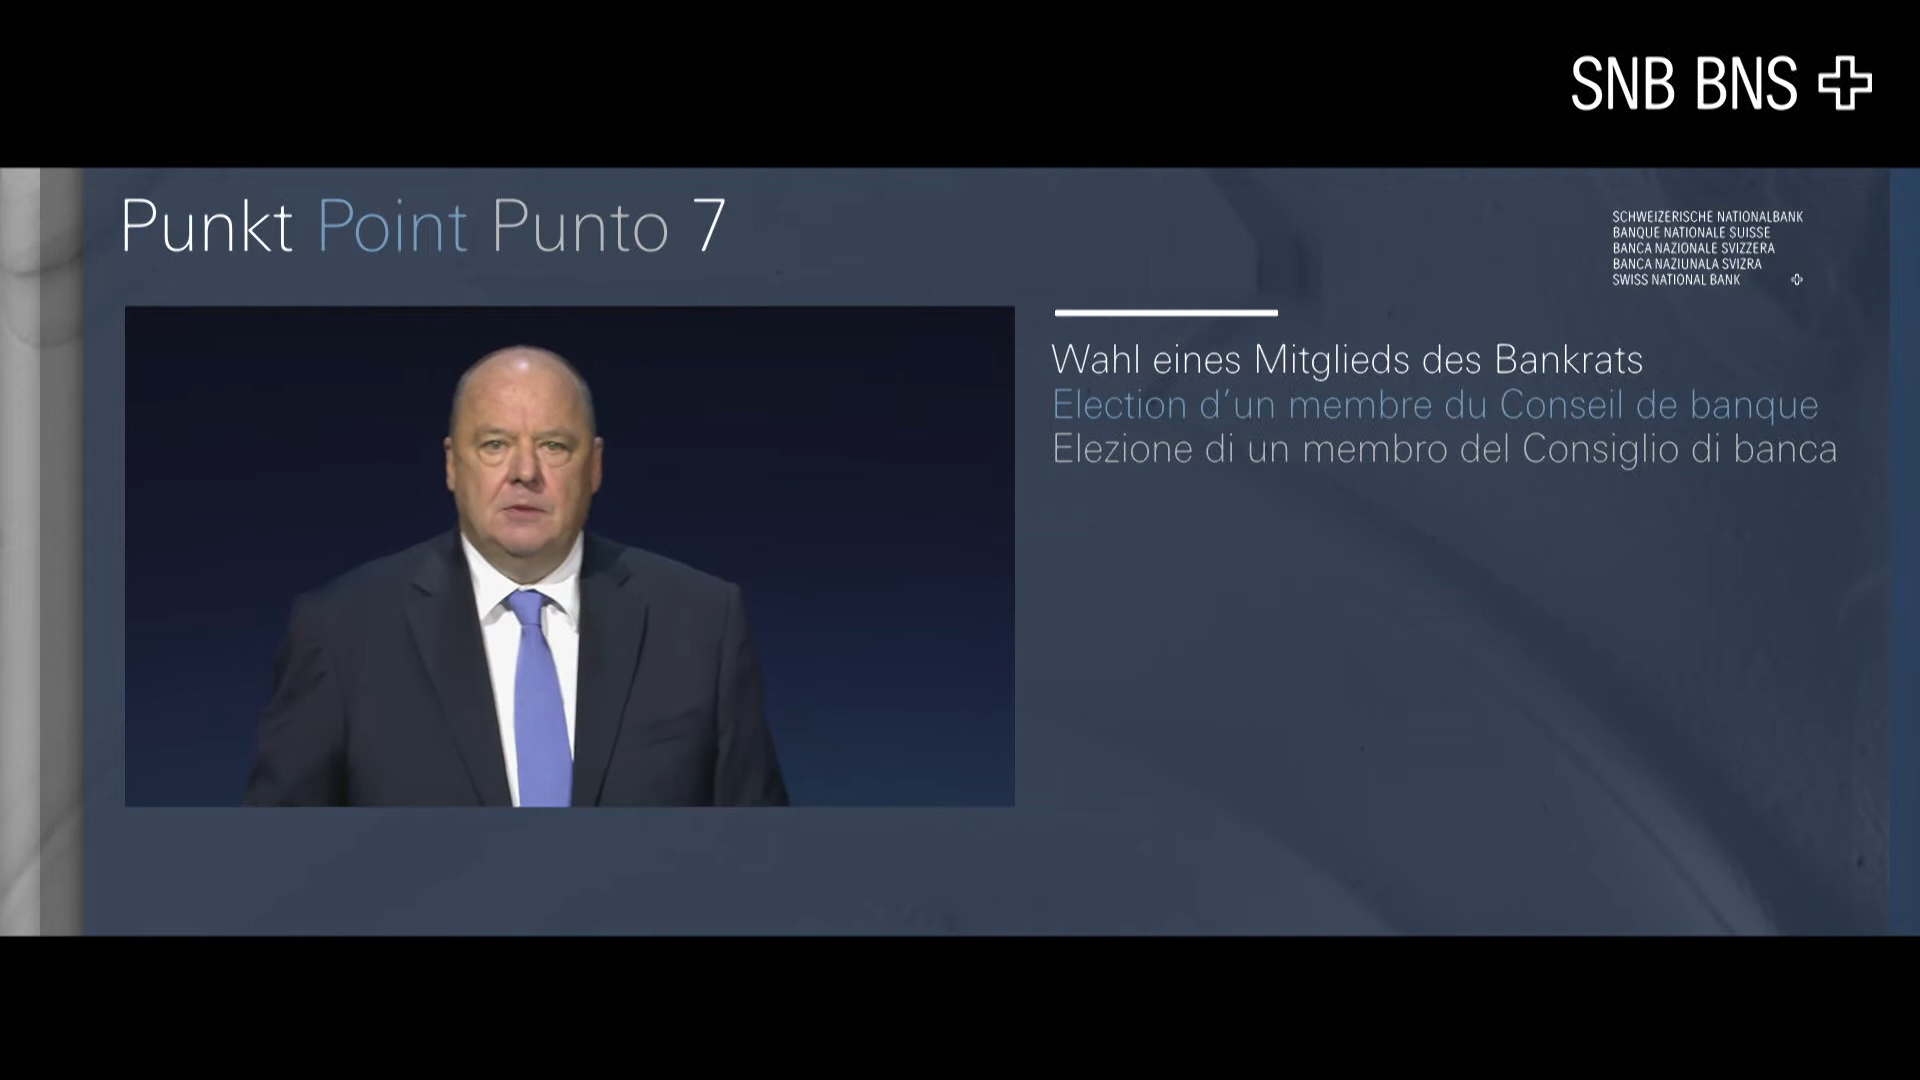 SNB BNS
Punkt Point Punto 7
SCHWEIZERISCHE NATIONALBANK
BANQUE NATIONALE SUISSE
BANCA NAZIONALE SVIZZERA
BANCA NAZIUNALA SVIZRA
SWISS NATIONAL BANK
Wahl eines Mitglieds des Bankrats
Election d'un membre du Conseil de banque
Elezione di un membro del Consiglio di banca